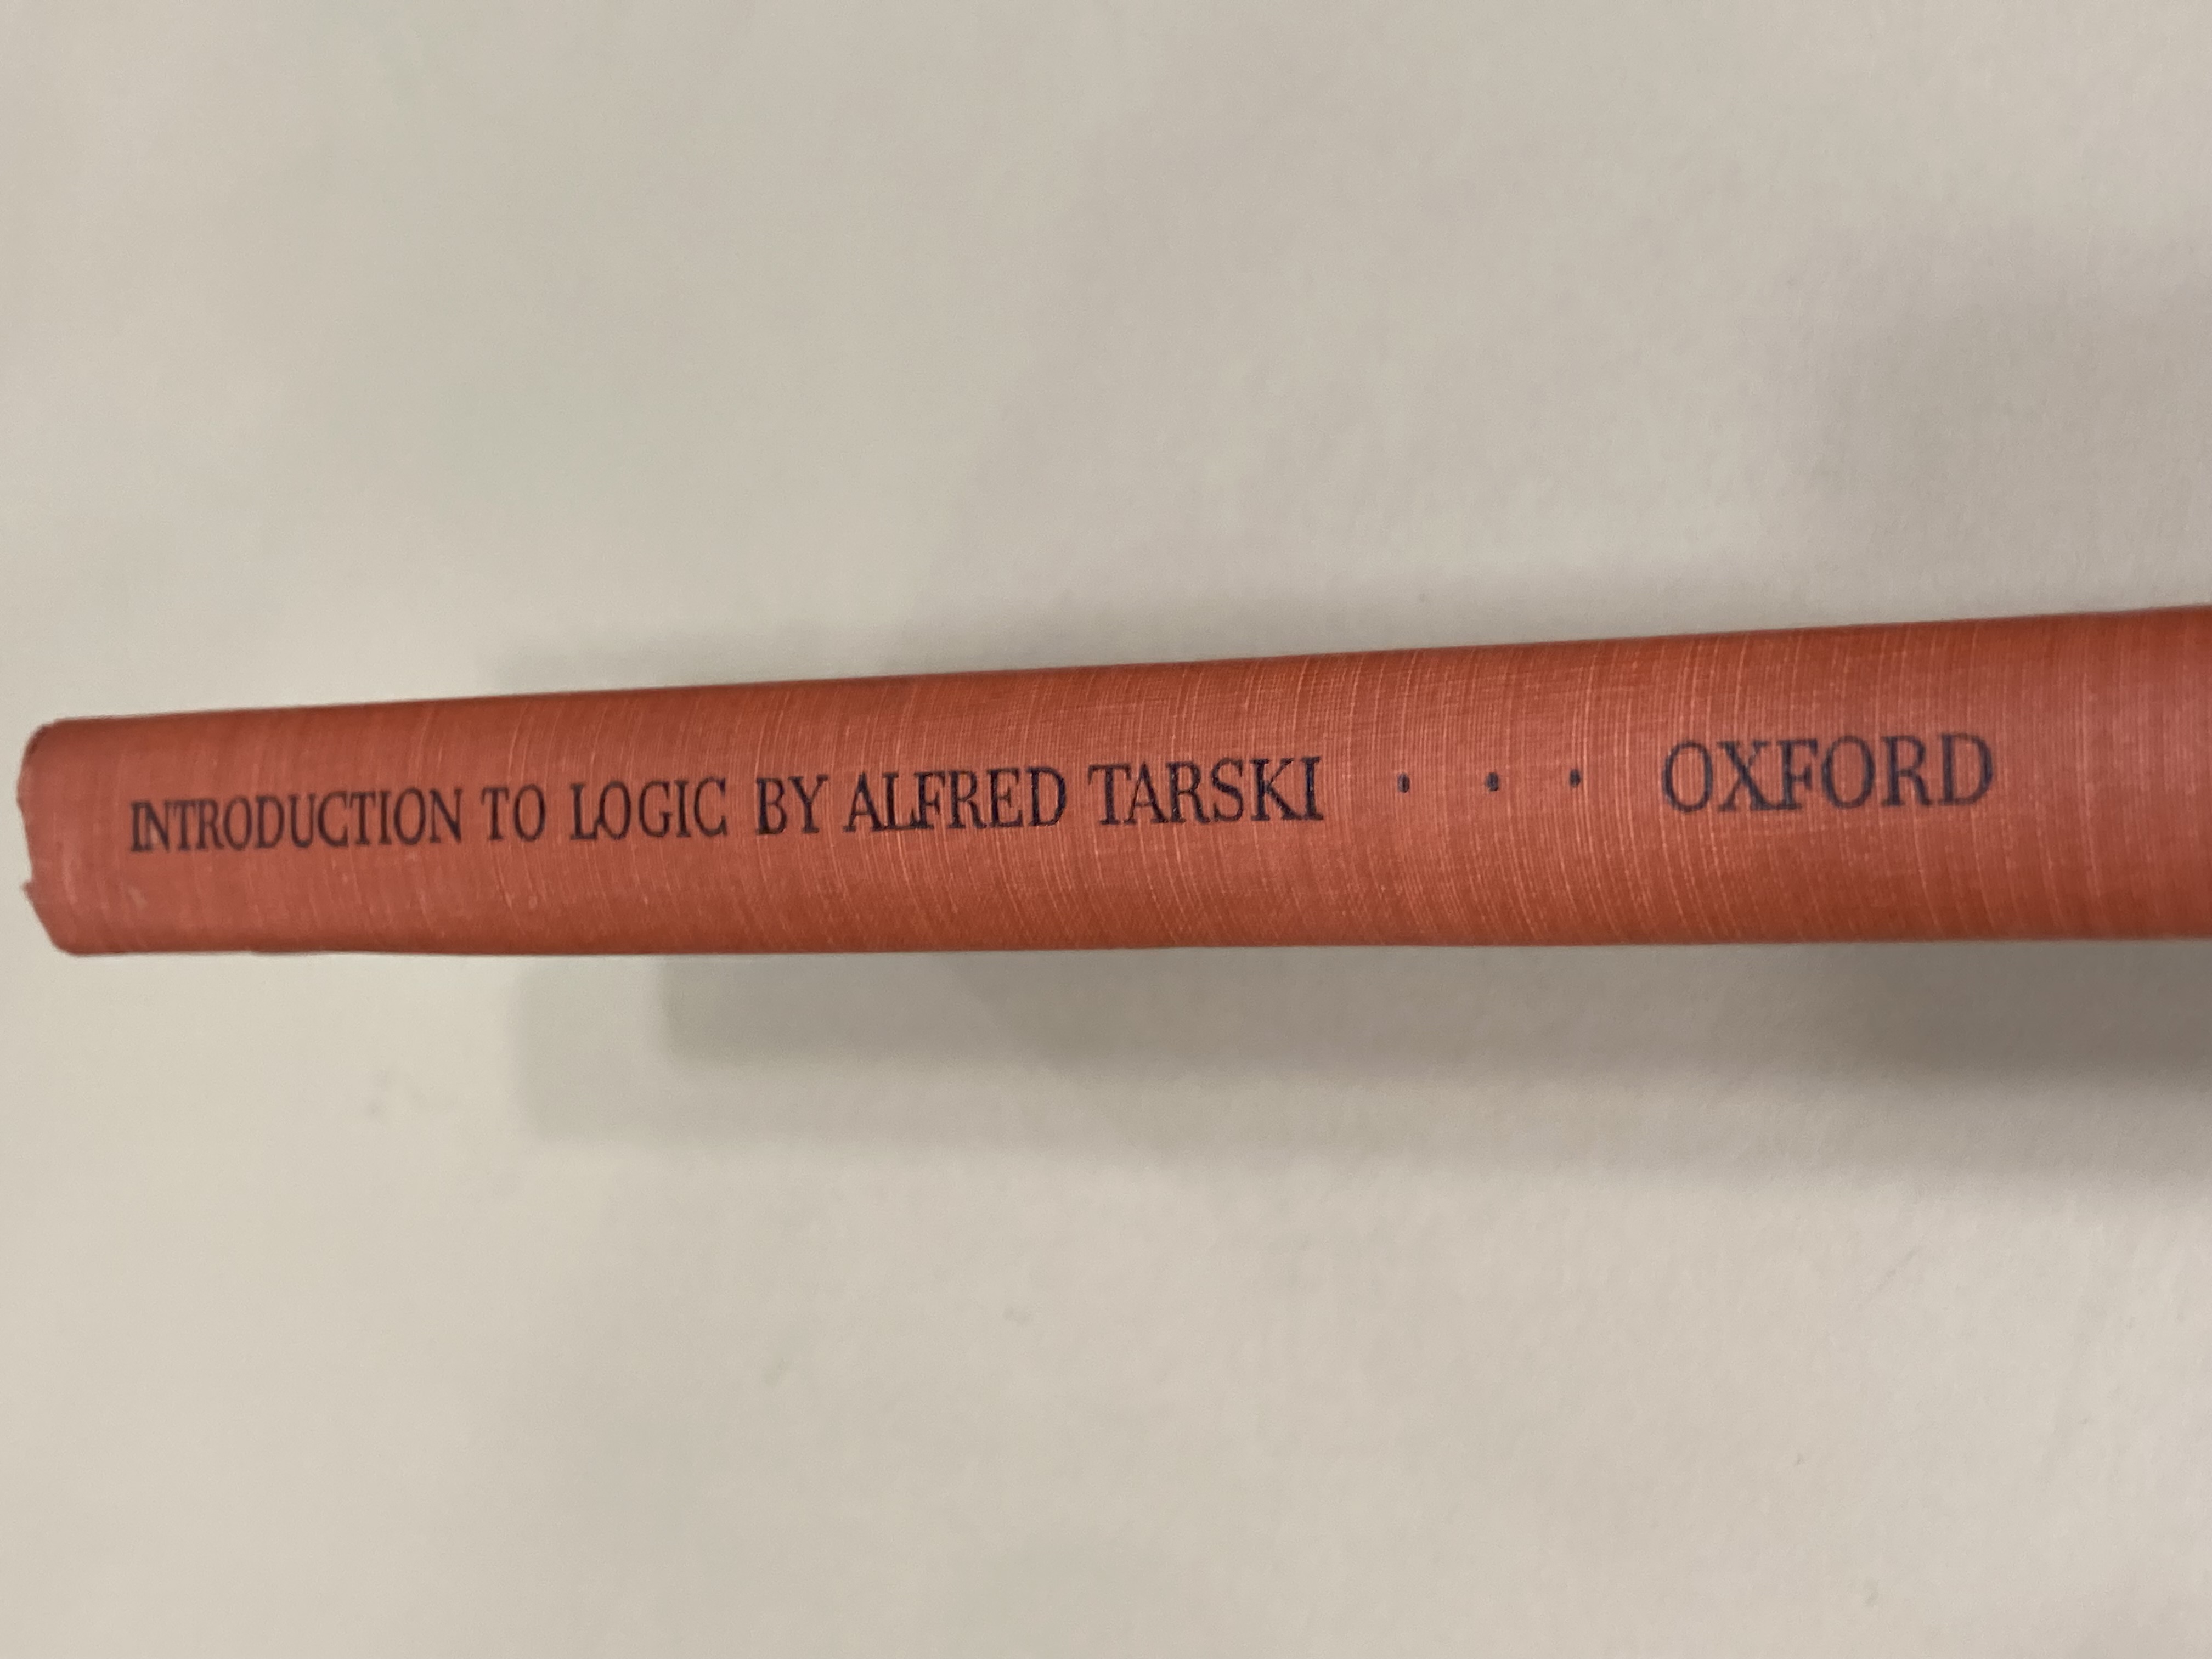 INTRODUCTION TO LOGIC BY ALFRED TARSKI · · · OXFORD